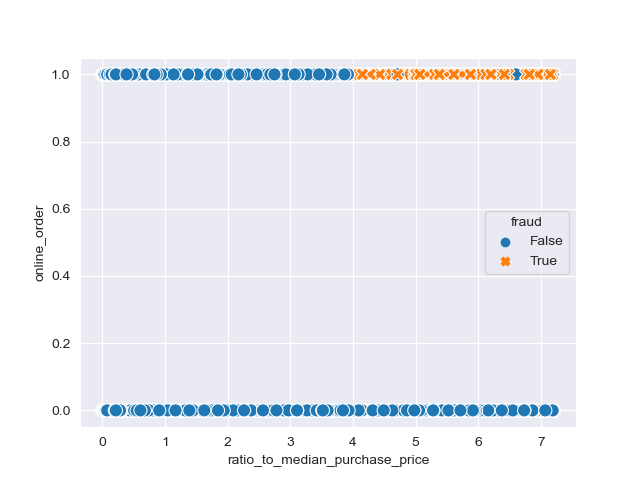 1.0
0.8
0.6
0.4
0.2
0.0
online_order
fraud
False
True
0 1 2 3 4 5 6 7
ratio_to_median_purchase_price